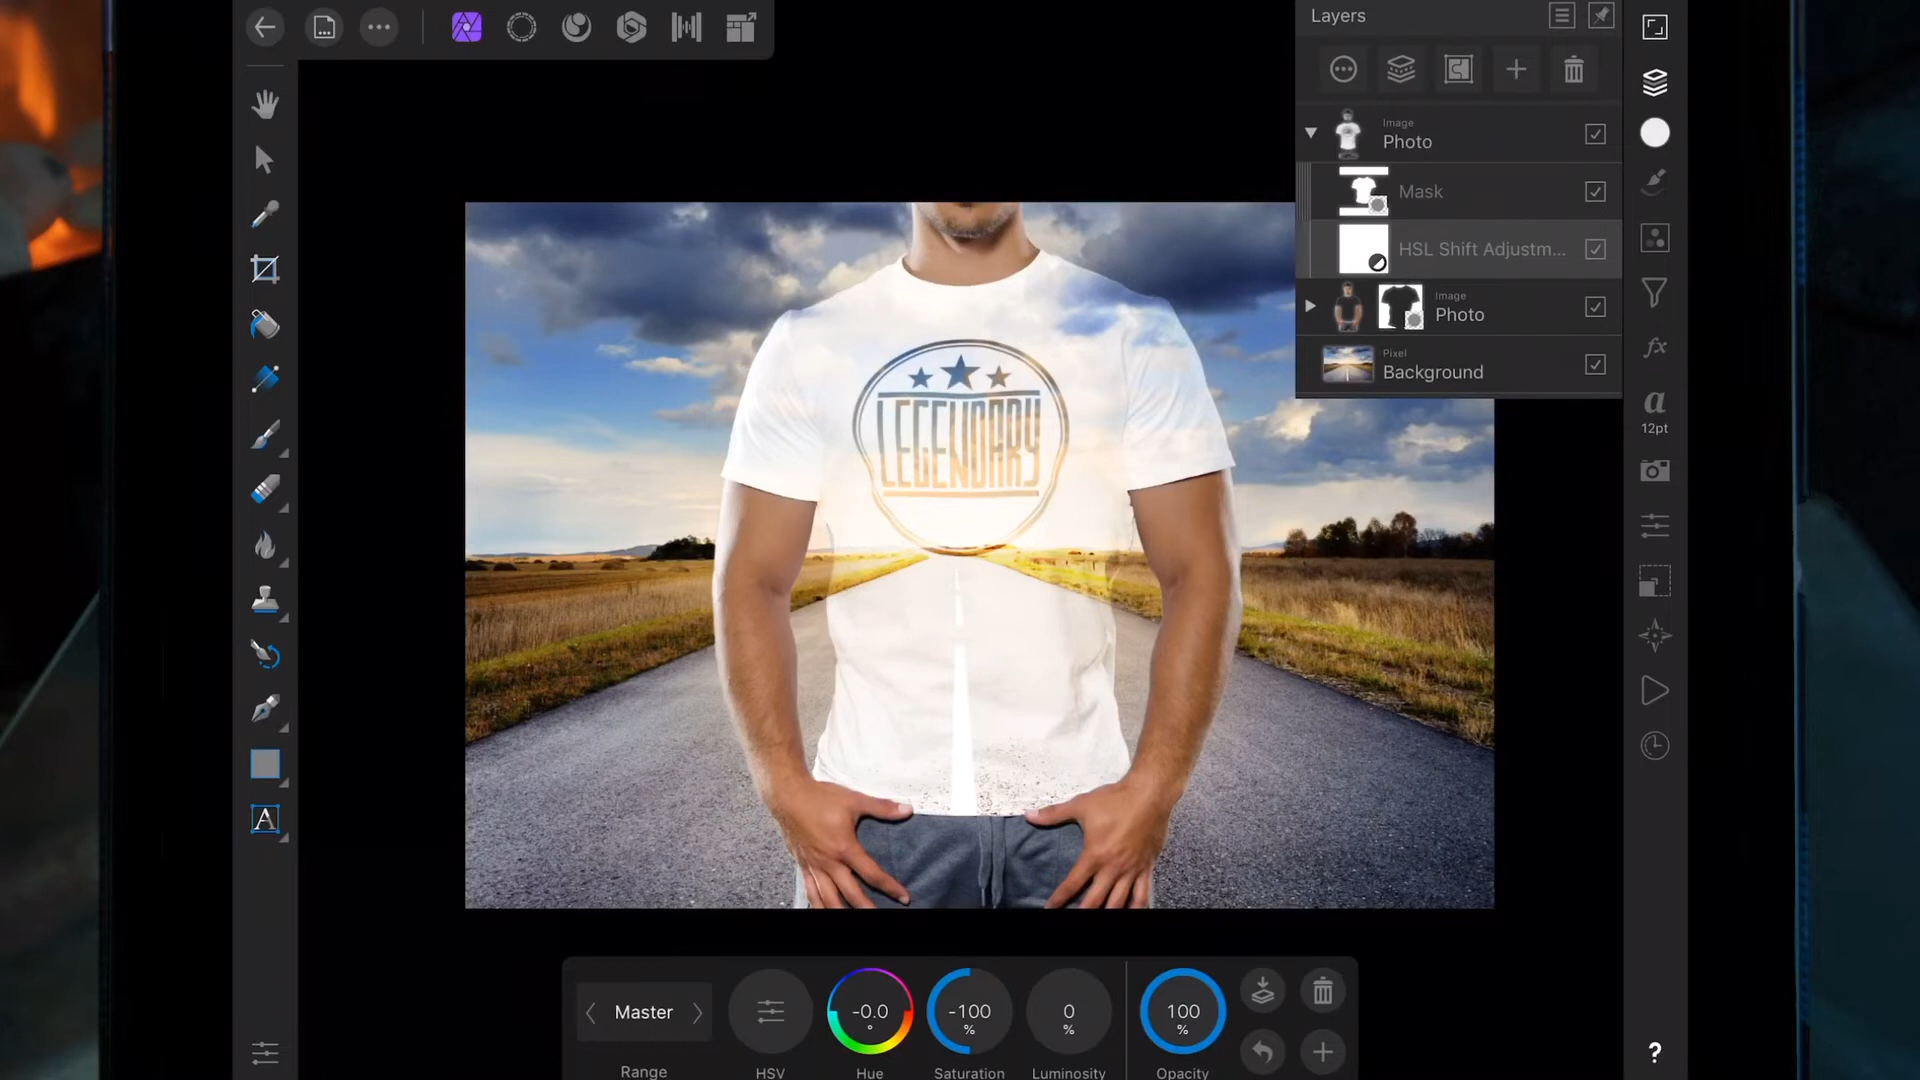 Layers
Image
Photo
Mask
HSL Shift Adjustm...
Image
Photo
Pixel
Background
a
12pt
fx
LEGENDARY
A
Master
Range
HSV
-0.0
°
Hue
-100
%
Saturation
0
%
Luminosity
100
%
Opacity
?